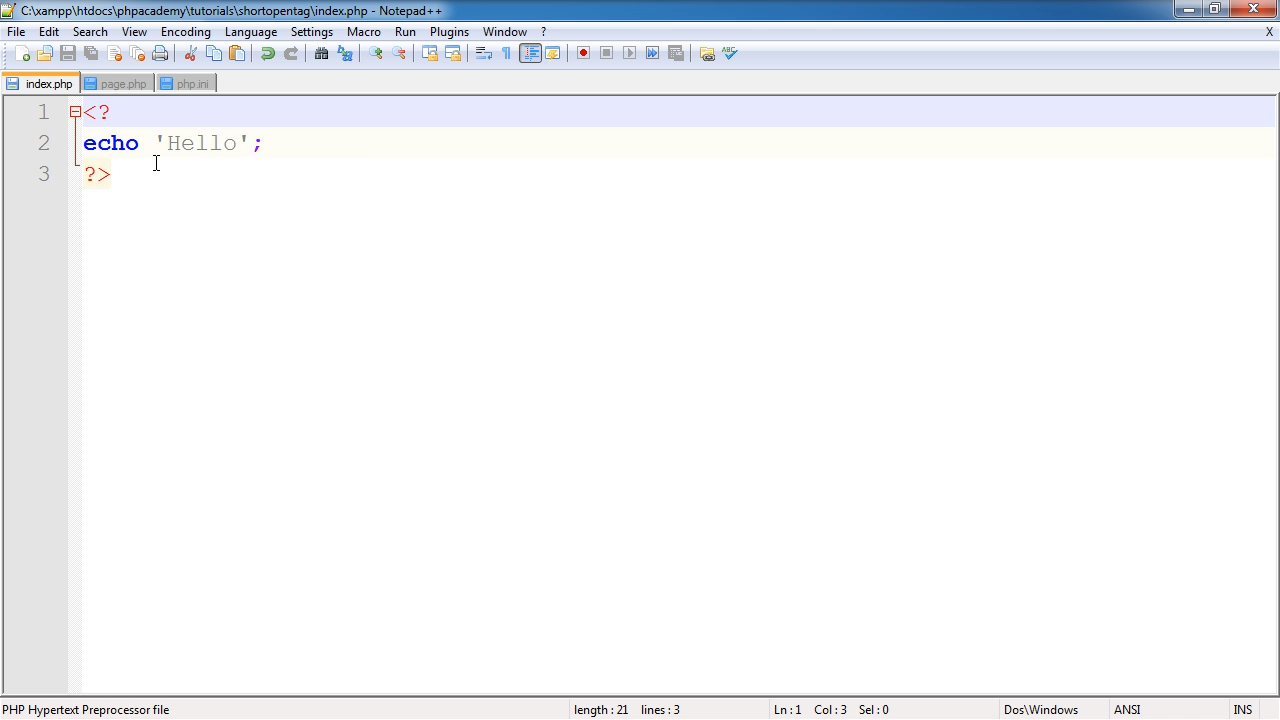 C:\xampp\htdocs\phpacademy\tutorials\shortopentag\index.php - Notepad++
File Edit Search View Encoding Language Settings Macro Run Plugins Window ? X
index.php page.php php.ini
1 <?
2 echo 'Hello';
3 ?>
PHP Hypertext Preprocessor file length : 21 lines : 3 Ln : 1 Col : 3 Sel : 0 Dos\Windows ANSI INS